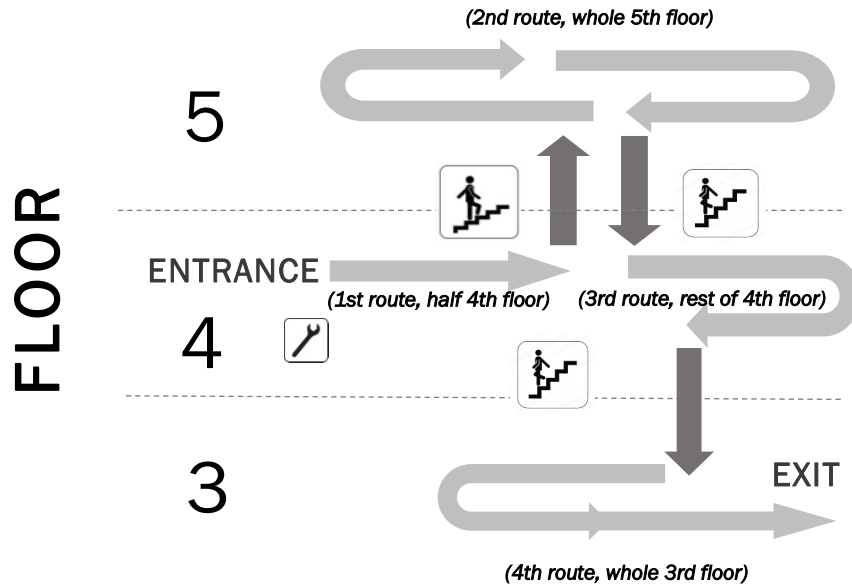 (2nd route, whole 5th floor)
5
FLOOR
ENTRANCE
(1st route, half 4th floor)
(3rd route, rest of 4th floor)
4
3
EXIT
(4th route, whole 3rd floor)